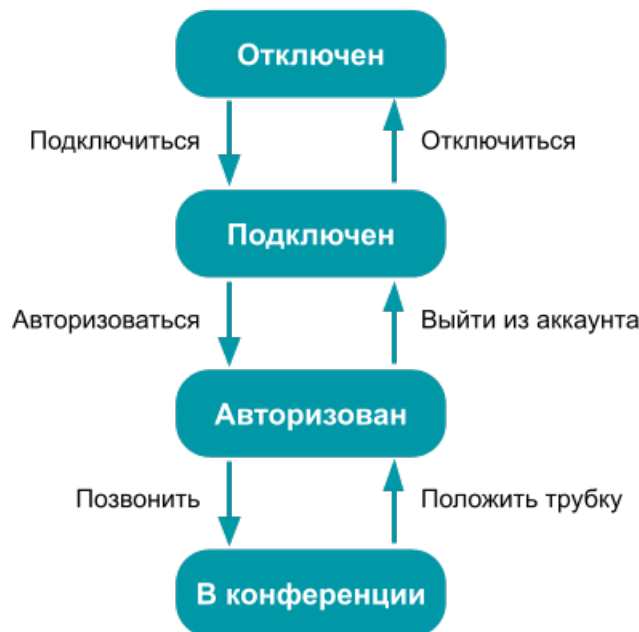 Отключен
Подключиться
Отключиться
Подключен
Авторизоваться
Выйти из аккаунта
Авторизован
Позвонить
Положить трубку
В конференции